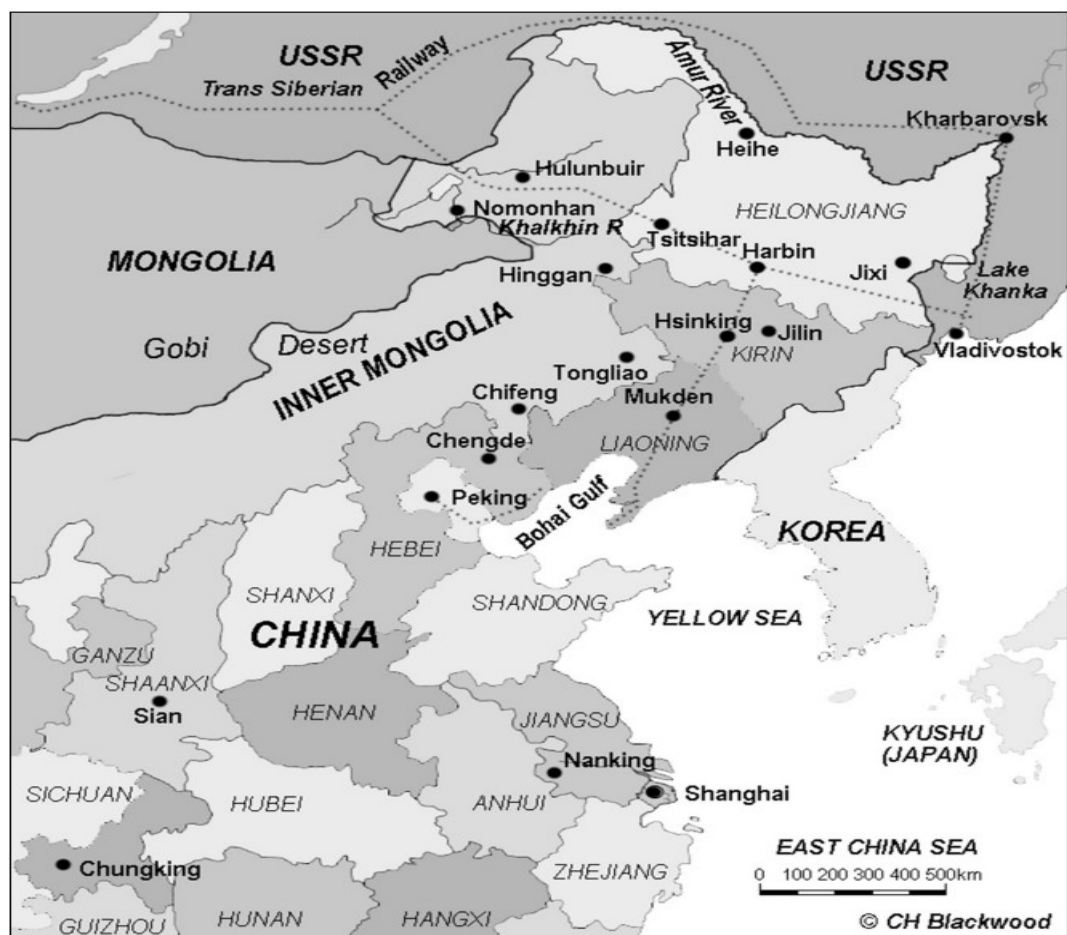 USSR
Trans Siberian
Railway
USSR
Amur River
Kharbarovsk
Heihe
Hulunbuir
Nomonhan
Khalkhin R
HEILONGJIANG
Tsitsihar
Harbin
Jixi
MONGOLIA
Hinggan
Lake
Khanka
Gobi
Desert
INNER MONGOLIA
Hsinking
Jilin
KIRIN
Vladivostok
Tongliao
Chifeng
Mukden
Chengde
LIAONING
Peking
Bohai Gulf
HEBEI
KOREA
SHANXI
SHANDONG
YELLOW SEA
CHINA
GANZU
SHAANXI
Sian
HENAN
JIANGSU
KYUSHU
(JAPAN)
Nanking
SICHUAN
HUBEI
ANHUI
Shanghai
Chungking
ZHEJIANG
EAST CHINA SEA
0 100 200 300 400 500km
GUIZHOU
HUNAN
HANGXI
© CH Blackwood